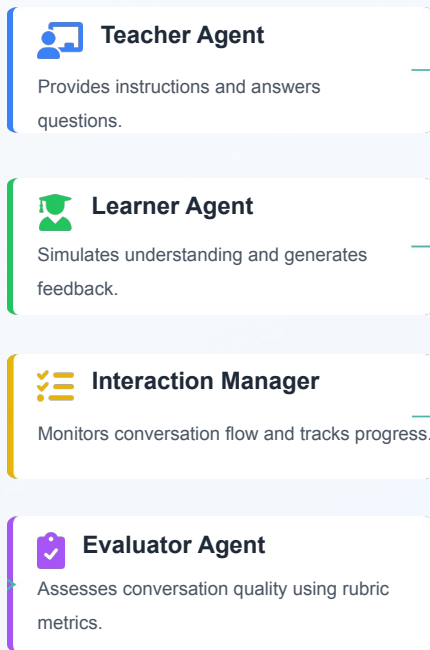 Teacher Agent
Provides instructions and answers
questions.
Learner Agent
Simulates understanding and generates
feedback.
Interaction Manager
Monitors conversation flow and tracks progress.
Evaluator Agent
Assesses conversation quality using rubric
metrics.